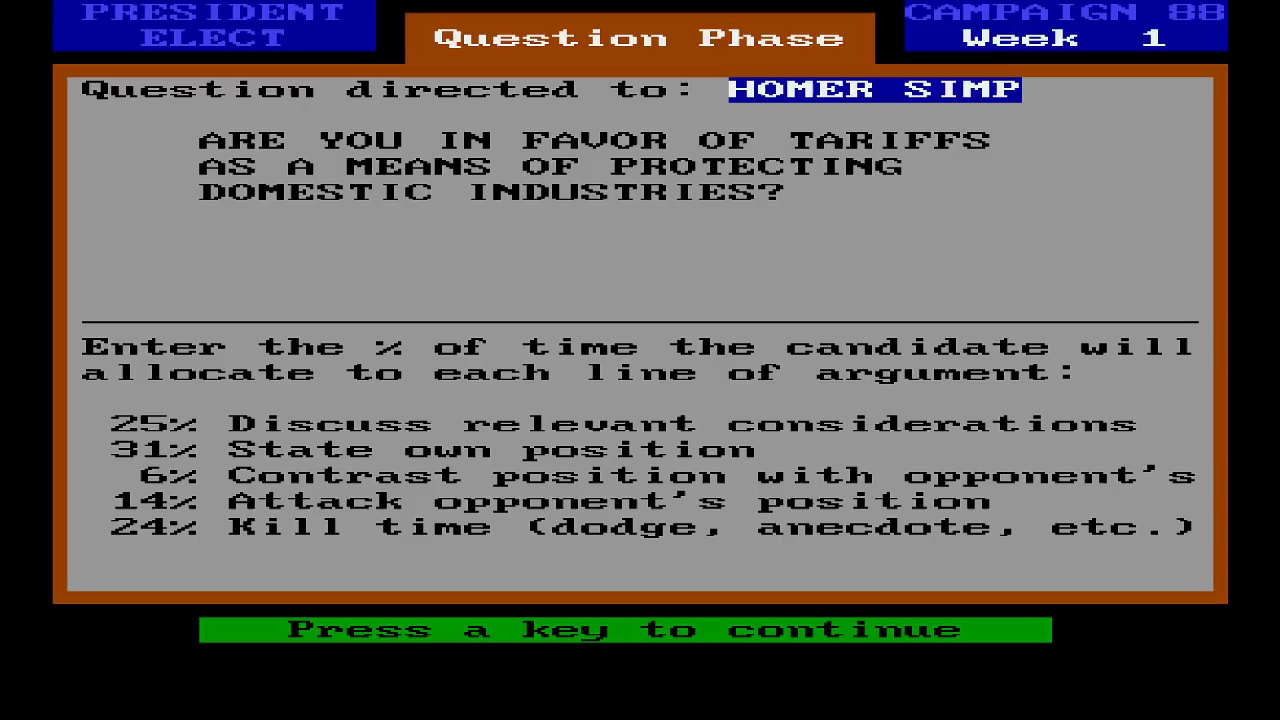 PRESIDENT
ELECT
Question Phase
CAMPAIGN 88
Week 1
Question directed to: HOMER SIMP
ARE YOU IN FAVOR OF TARIFFS
AS A MEANS OF PROTECTING
DOMESTIC INDUSTRIES?
Enter the % of time the candidate will
allocate to each line of argument:
25% Discuss relevant considerations
31% State own position
6% Contrast position with opponent's
14% Attack opponent's position
24% Kill time (dodge, anecdote, etc.)
Press a key to continue